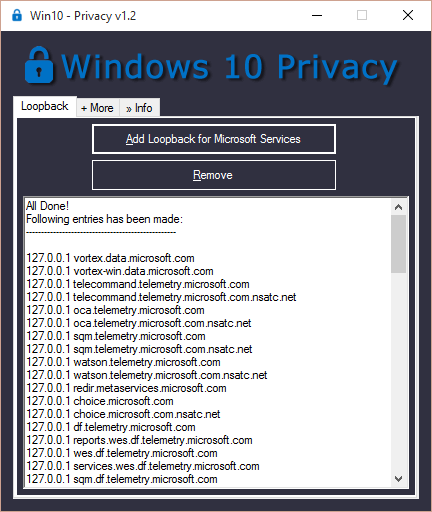 Win10 - Privacy v1.2
Windows 10 Privacy
Loopback
+ More
» Info
Add Loopback for Microsoft Services
Remove
All Done!
Following entries has been made:
--------------------------------------------------
127.0.0.1 vortex.data.microsoft.com
127.0.0.1 vortex-win.data.microsoft.com
127.0.0.1 telecommand.telemetry.microsoft.com
127.0.0.1 telecommand.telemetry.microsoft.com.nsatc.net
127.0.0.1 oca.telemetry.microsoft.com
127.0.0.1 oca.telemetry.microsoft.com.nsatc.net
127.0.0.1 sqm.telemetry.microsoft.com
127.0.0.1 sqm.telemetry.microsoft.com.nsatc.net
127.0.0.1 watson.telemetry.microsoft.com
127.0.0.1 watson.telemetry.microsoft.com.nsatc.net
127.0.0.1 redir.metaservices.microsoft.com
127.0.0.1 choice.microsoft.com
127.0.0.1 choice.microsoft.com.nsatc.net
127.0.0.1 df.telemetry.microsoft.com
127.0.0.1 reports.wes.df.telemetry.microsoft.com
127.0.0.1 wes.df.telemetry.microsoft.com
127.0.0.1 services.wes.df.telemetry.microsoft.com
127.0.0.1 sqm.df.telemetry.microsoft.com